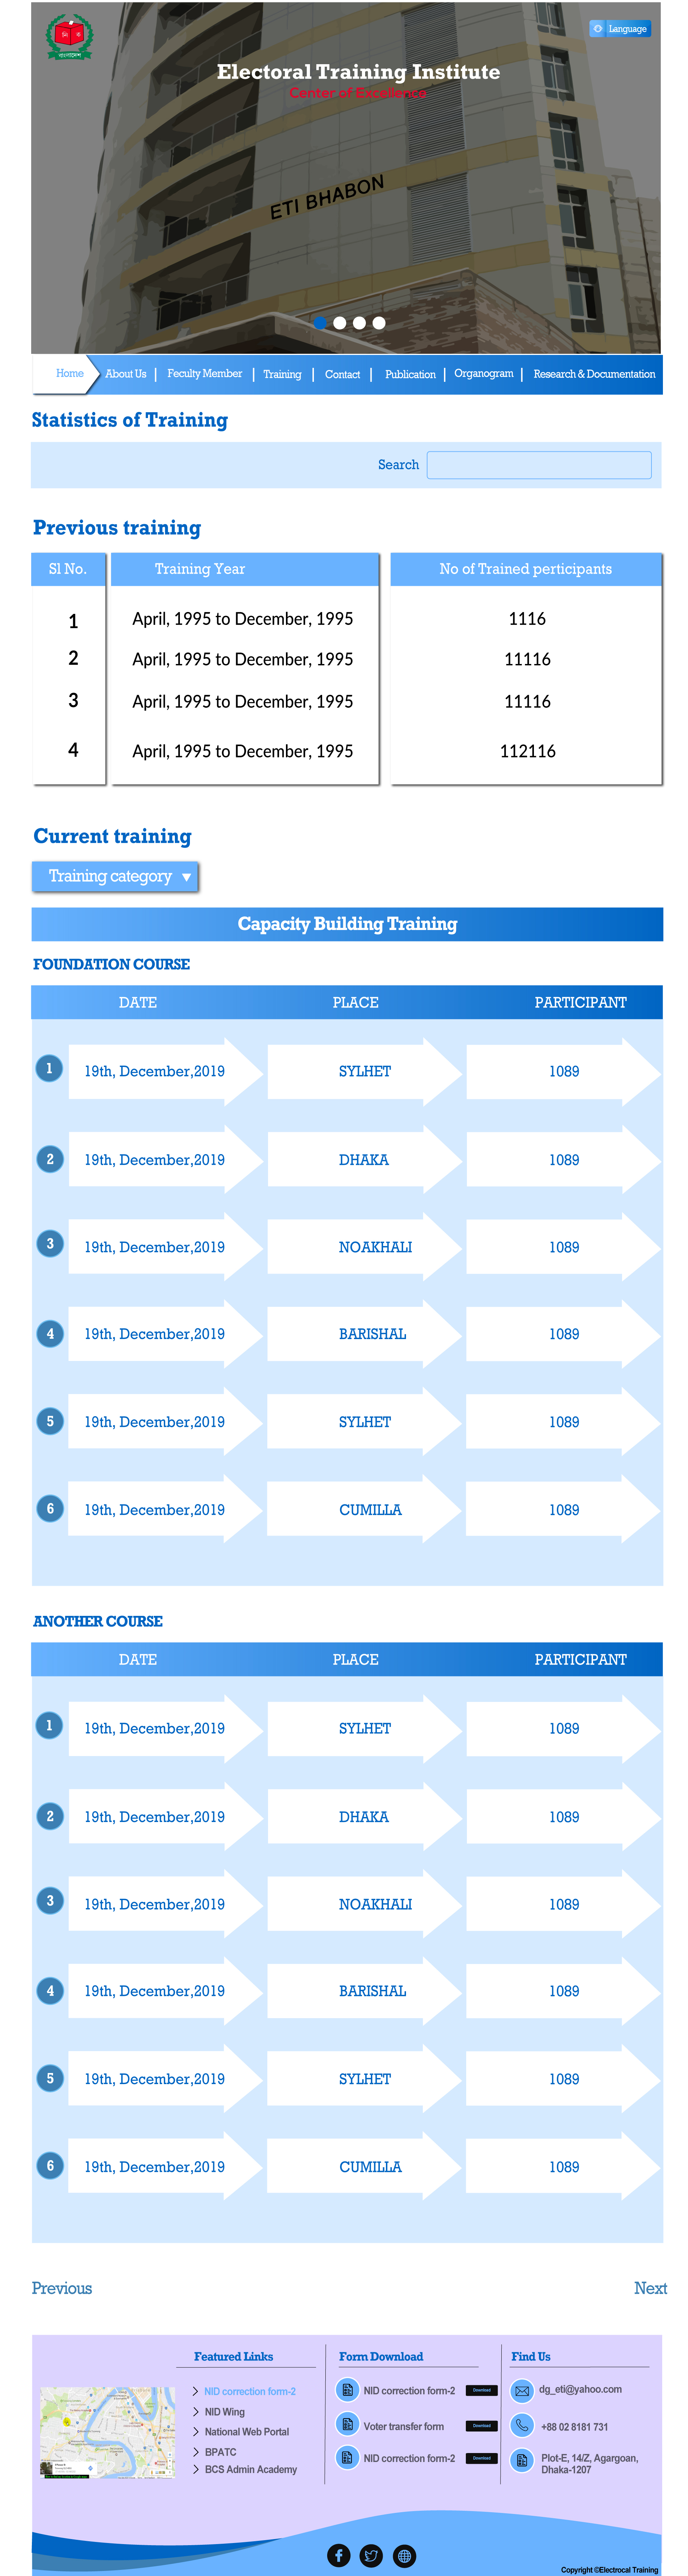 নি ক
বাংলাদেশ
Language
Electoral Training Institute
Center of Excellence
ETI BHABON
Home About Us Feculty Member Training Contact Publication Organogram Research & Documentation
Statistics of Training
Search
Previous training
Sl No. Training Year No of Trained perticipants
1 April, 1995 to December, 1995 1116
2 April, 1995 to December, 1995 11116
3 April, 1995 to December, 1995 11116
4 April, 1995 to December, 1995 112116
Current training
Training category
Capacity Building Training
FOUNDATION COURSE
DATE PLACE PARTICIPANT
1 19th, December,2019 SYLHET 1089
2 19th, December,2019 DHAKA 1089
3 19th, December,2019 NOAKHALI 1089
4 19th, December,2019 BARISHAL 1089
5 19th, December,2019 SYLHET 1089
6 19th, December,2019 CUMILLA 1089
ANOTHER COURSE
DATE PLACE PARTICIPANT
1 19th, December,2019 SYLHET 1089
2 19th, December,2019 DHAKA 1089
3 19th, December,2019 NOAKHALI 1089
4 19th, December,2019 BARISHAL 1089
5 19th, December,2019 SYLHET 1089
6 19th, December,2019 CUMILLA 1089
Previous Next
Featured Links
NID correction form-2
NID Wing
National Web Portal
BPATC
BCS Admin Academy
Form Download
NID correction form-2 Download
Voter transfer form Download
NID correction form-2 Download
Find Us
dg_eti@yahoo.com
+88 02 8181 731
Plot-E, 14/Z, Agargoan,
Dhaka-1207
Copyright ©Electrocal Training